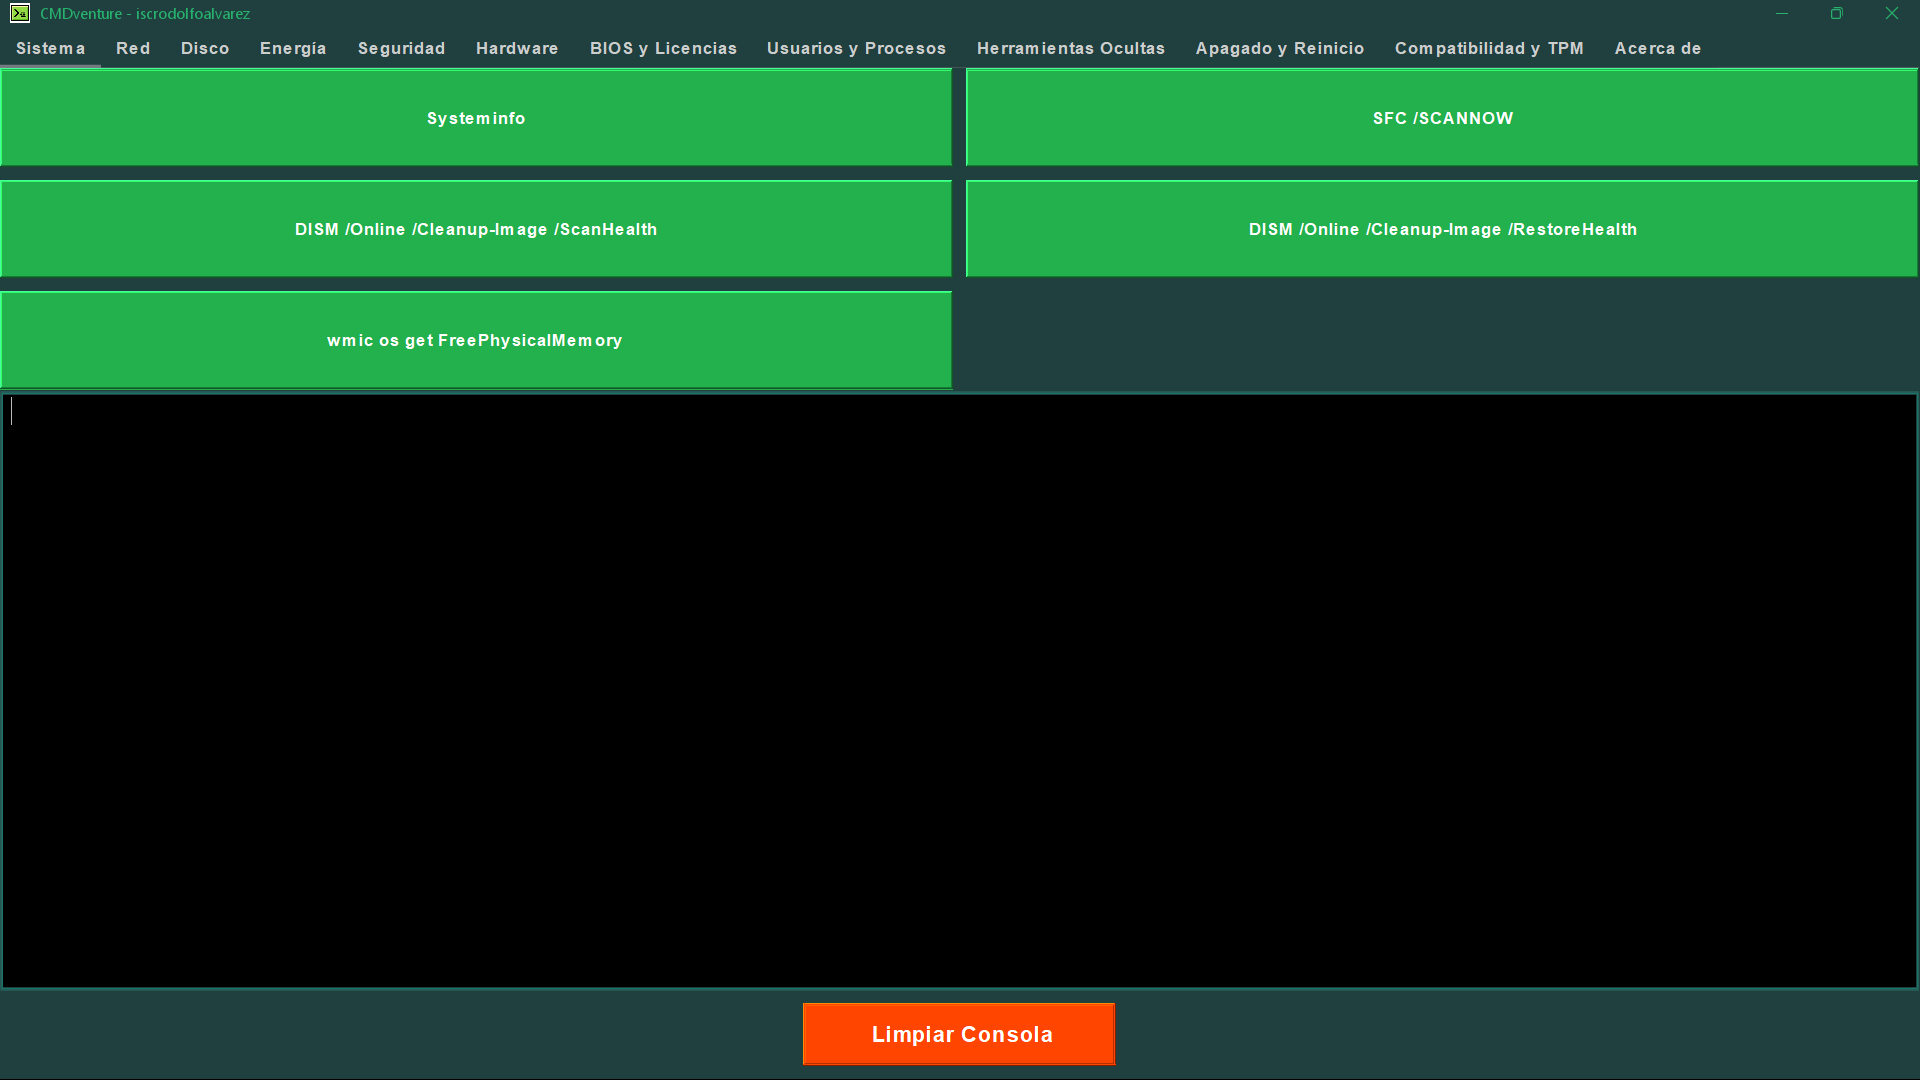 CMDventure - iscrodolfoalvarez
Sistema Red Disco Energía Seguridad Hardware BIOS y Licencias Usuarios y Procesos Herramientas Ocultas Apagado y Reinicio Compatibilidad y TPM Acerca de
Systeminfo SFC /SCANNOW
DISM /Online /Cleanup-Image /ScanHealth DISM /Online /Cleanup-Image /RestoreHealth
wmic os get FreePhysicalMemory
Limpiar Consola